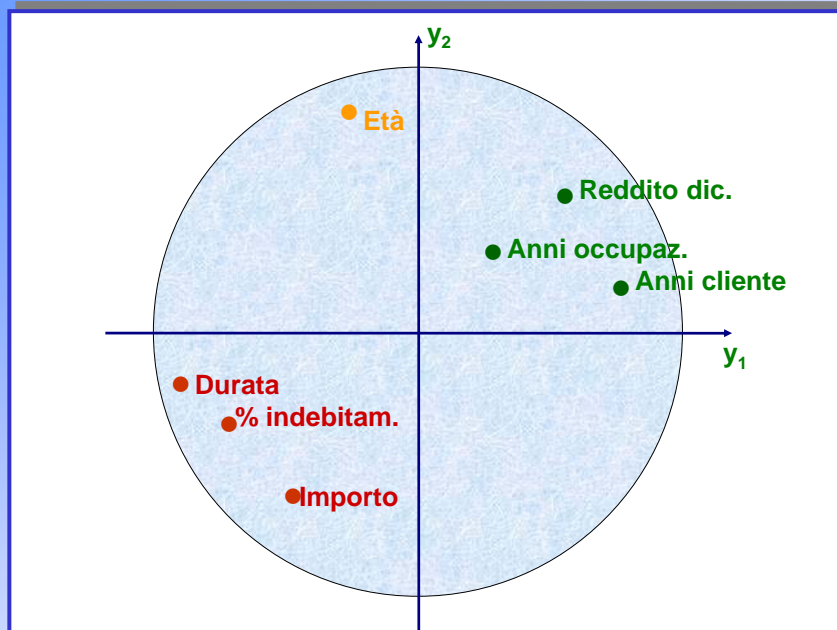 y₂
Età
Reddito dic.
Anni occupaz.
Anni cliente
y₁
Durata
% indebitam.
Importo